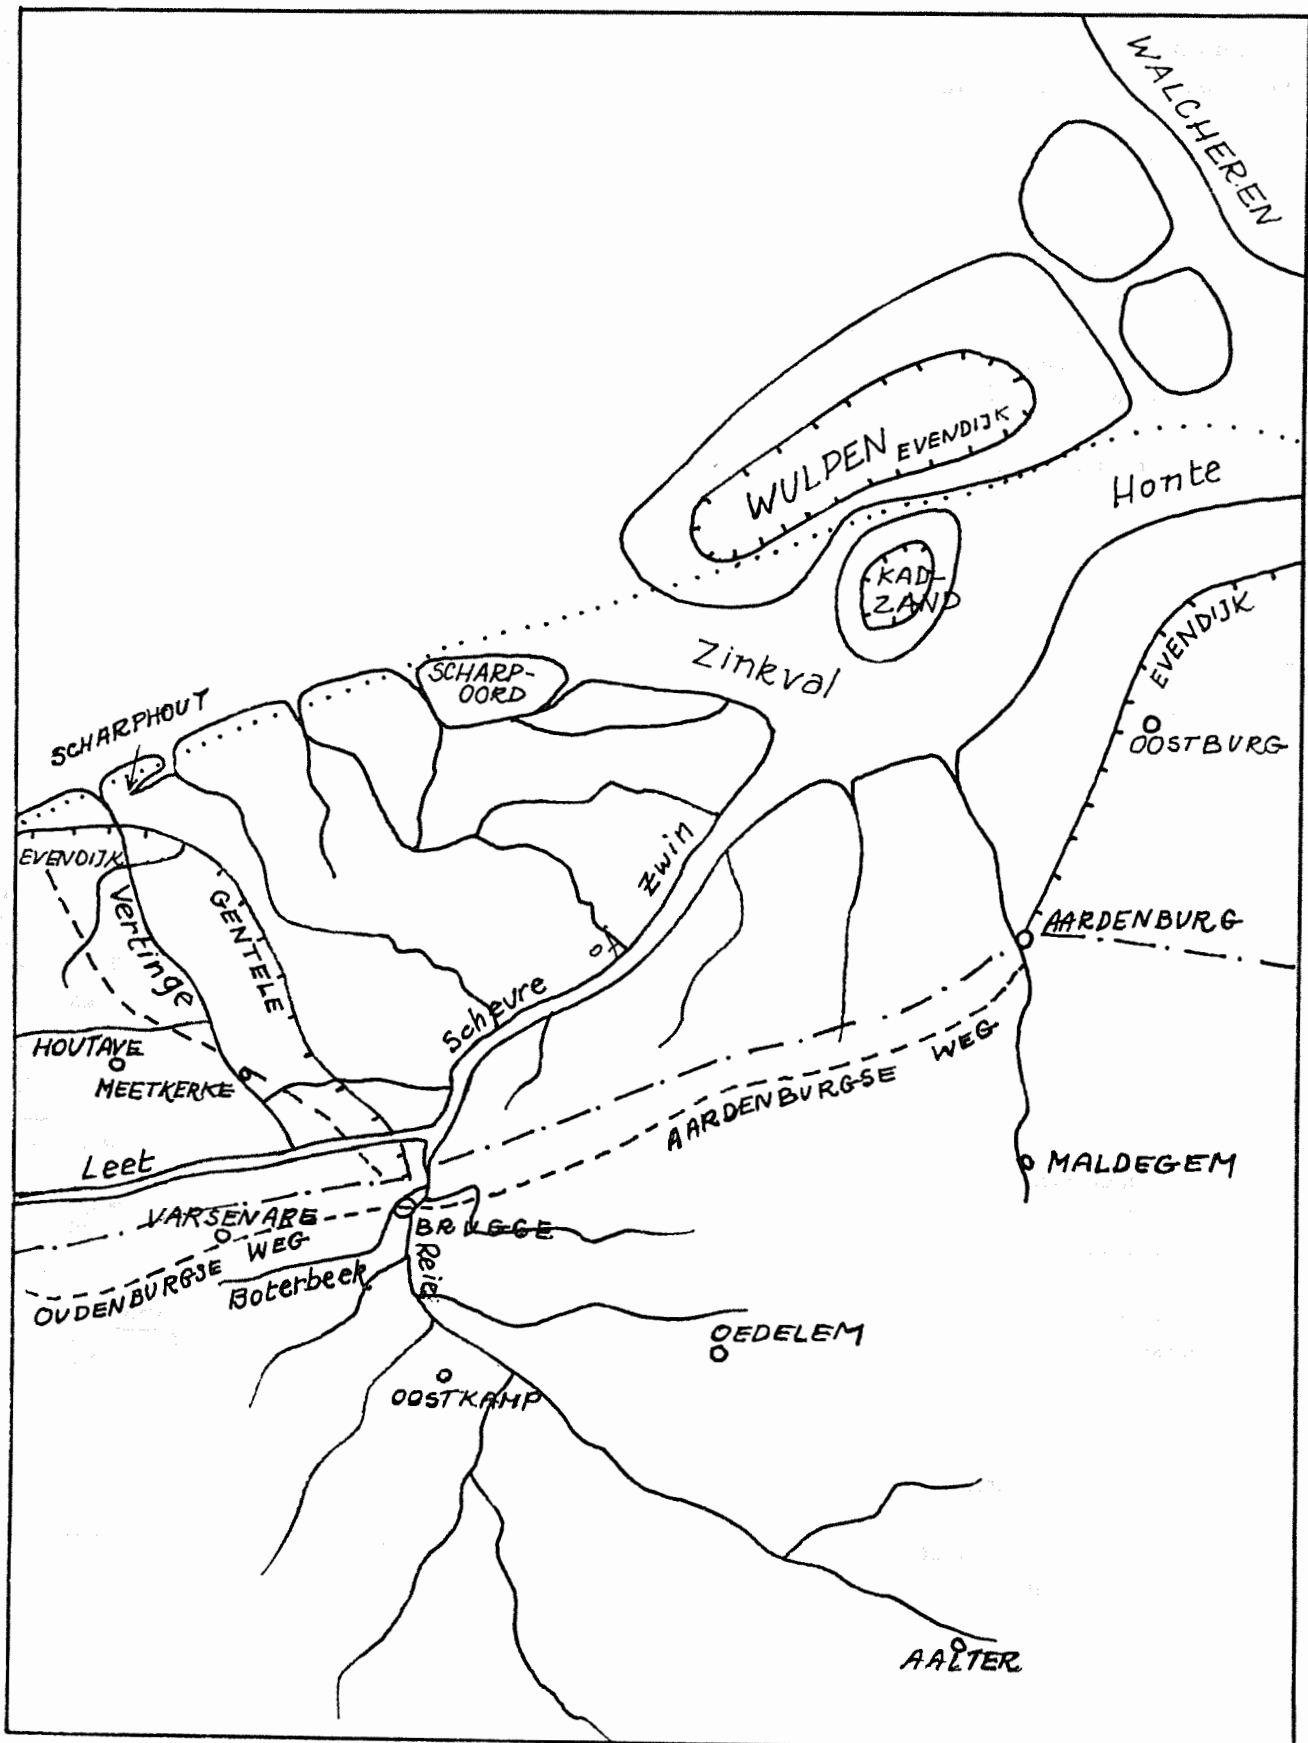 WALCHEREN
WULPEN
EVENDIJK
Honte
KAD-
ZAND
EVENDIJK
Zinkval
SCHARP-
OORD
SCHARPHOUT
OOSTBURG
EVENDIJK
Zwin
of
Vertinge
GENTELE
AARDENBURG
Scheure
HOUTAVE
MEETKERKE
AARDENBURGSE WEG
Leet
MALDEGEM
VARSENARE
BRUGGE
OUDENBURGSE WEG
Reie
Boterbeek
OEDELEM
OOSTKAMP
AALTER